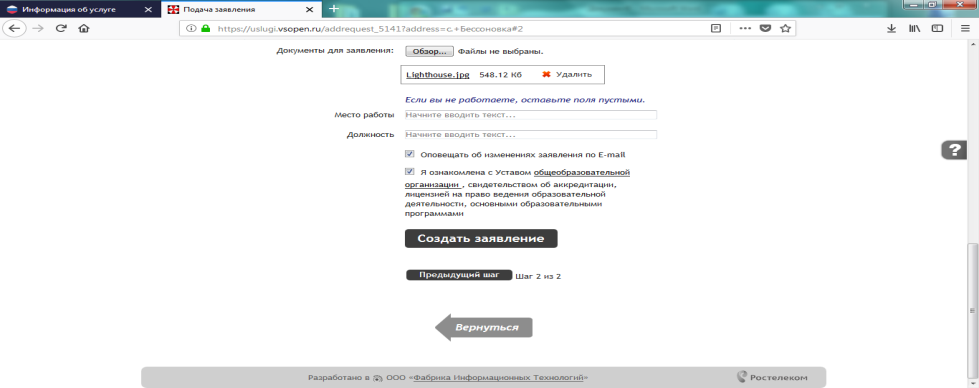 Информация об услуге
Подача заявления
https://uslugi.vsopen.ru/addrequest_5141?address=с.+Бессоновка#2
Документы для заявления: Обзор... Файлы не выбраны.
Lighthouse.jpg 548.12 Кб Удалить
Если вы не работаете, оставьте поля пустыми.
Место работы Начните вводить текст...
Должность Начните вводить текст...
Оповещать об изменениях заявления по E-mail
?
Я ознакомлена с Уставом общеобразовательной
организации , свидетельством об аккредитации,
лицензией на право ведения образовательной
деятельности, основными образовательными
программами
Создать заявление
Предыдущий шаг Шаг 2 из 2
Вернуться
Разработано в ООО «Фабрика Информационных Технологий» Ростелеком